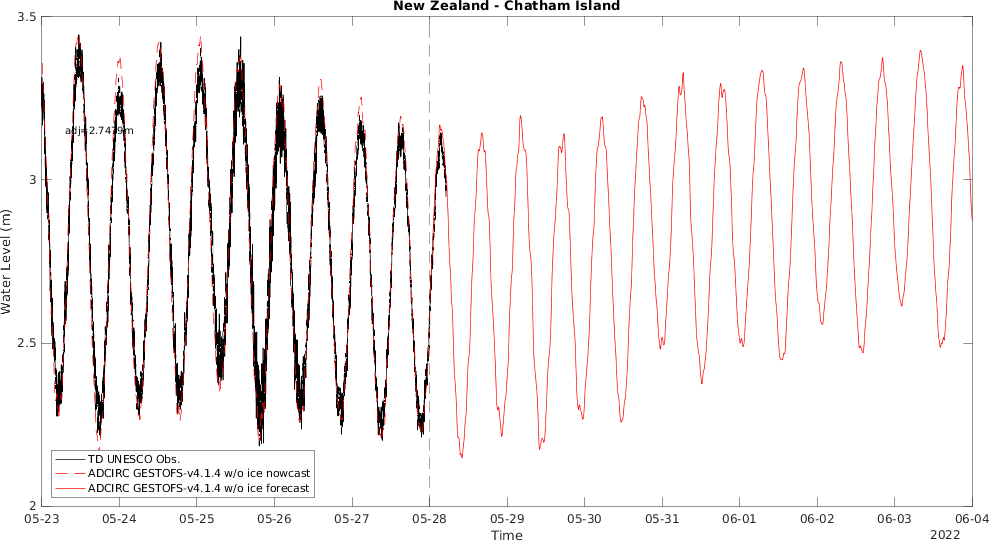 New Zealand - Chatham Island
3.5
3
2.5
2
Water Level (m)
adj=2.7479m
TD UNESCO Obs.
ADCIRC GESTOFS-v4.1.4 w/o ice nowcast
ADCIRC GESTOFS-v4.1.4 w/o ice forecast
05-23 05-24 05-25 05-26 05-27 05-28 05-29 05-30 05-31 06-01 06-02 06-03 06-04
Time
2022